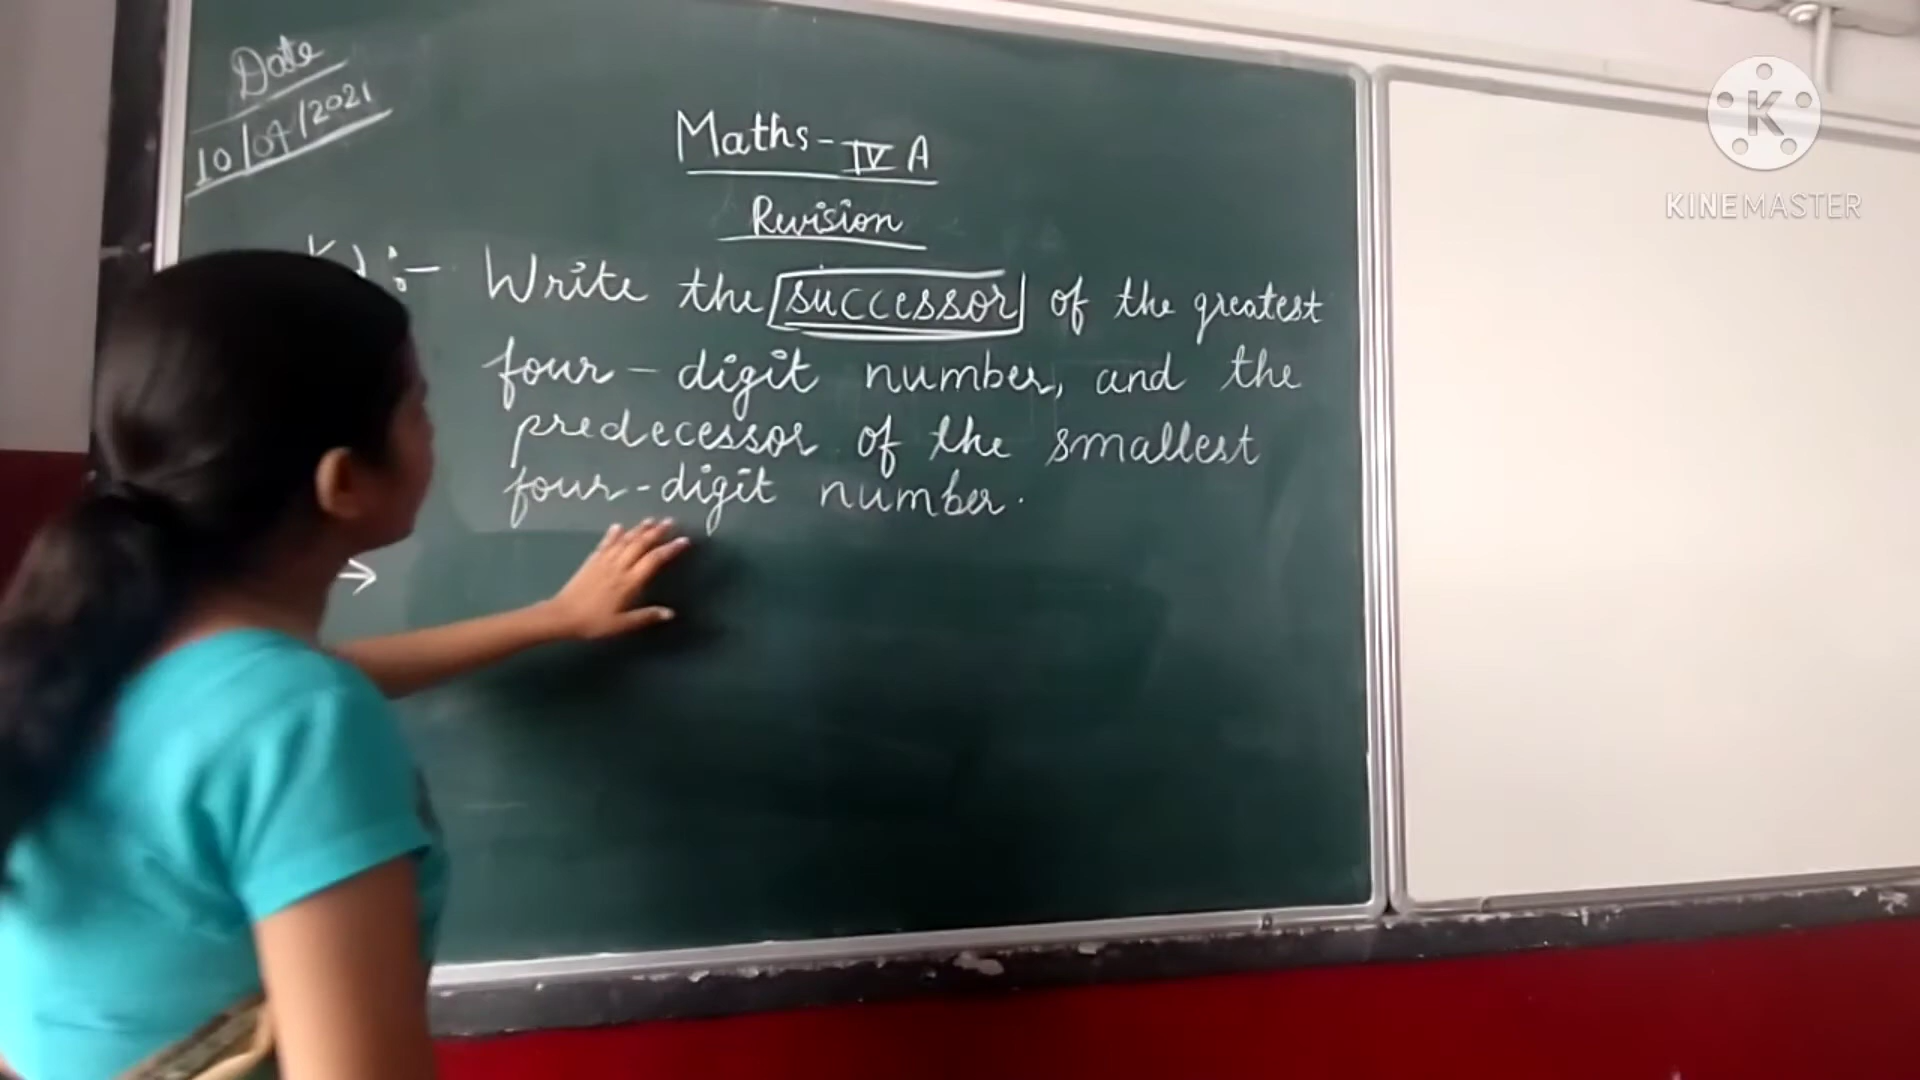 Date
10/07/2021
Maths - IV A
Revision
:- Write the successor of the greatest
four-digit number, and the
predecessor of the smallest
four-digit number.
→
K
KINEMASTER